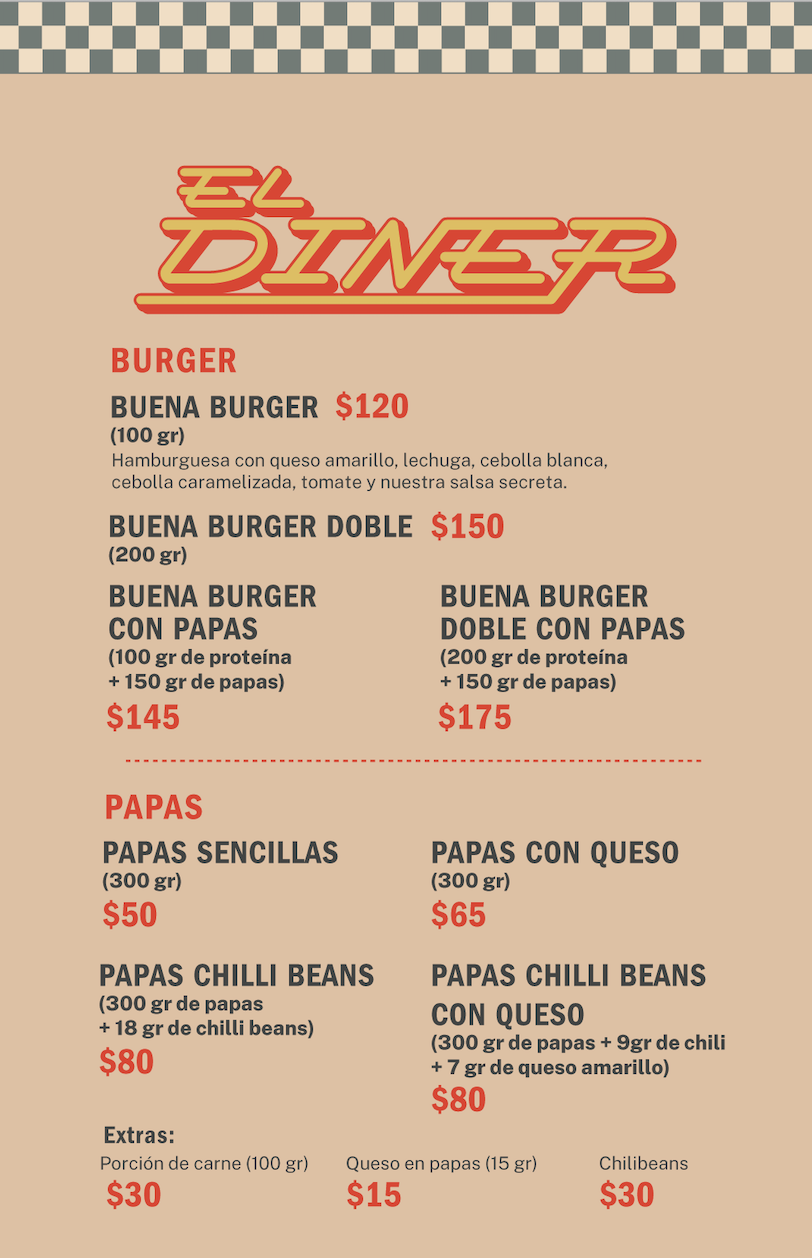 EL
DINER
BURGER
BUENA BURGER $120
(100 gr)
Hamburguesa con queso amarillo, lechuga, cebolla blanca,
cebolla caramelizada, tomate y nuestra salsa secreta.
BUENA BURGER DOBLE $150
(200 gr)
BUENA BURGER
CON PAPAS
(100 gr de proteína
+ 150 gr de papas)
$145
BUENA BURGER
DOBLE CON PAPAS
(200 gr de proteína
+ 150 gr de papas)
$175
PAPAS
PAPAS SENCILLAS
(300 gr)
$50
PAPAS CON QUESO
(300 gr)
$65
PAPAS CHILLI BEANS
(300 gr de papas
+ 18 gr de chilli beans)
$80
PAPAS CHILLI BEANS
CON QUESO
(300 gr de papas + 9gr de chili
+ 7 gr de queso amarillo)
$80
Extras:
Porción de carne (100 gr)
$30
Queso en papas (15 gr)
$15
Chilibeans
$30